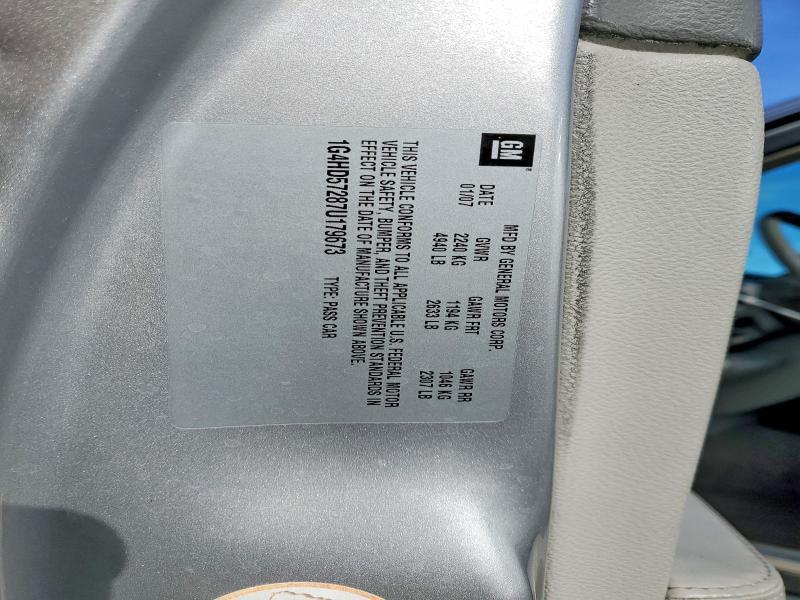 GM
MFD BY GENERAL MOTORS CORP.
DATE GVWR GAWR FRT GAWR RR
01/07 2240 KG 1194 KG 1046 KG
4940 LB 2633 LB 2307 LB
THIS VEHICLE CONFORMS TO ALL APPLICABLE U.S. FEDERAL MOTOR
VEHICLE SAFETY, BUMPER, AND THEFT PREVENTION STANDARDS IN
EFFECT ON THE DATE OF MANUFACTURE SHOWN ABOVE.
1G4HD57287U179673 TYPE: PASS CAR